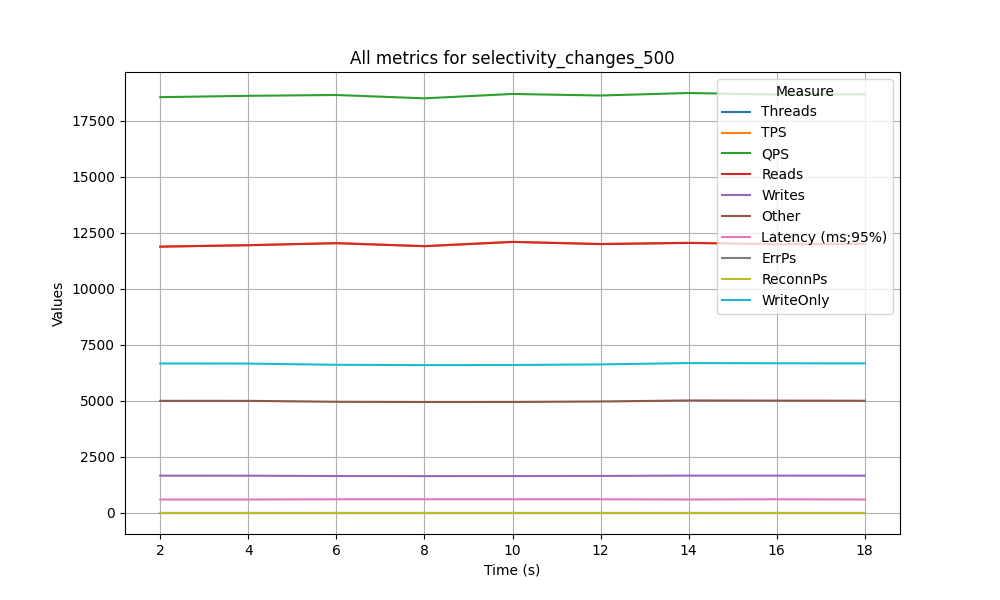 All metrics for selectivity_changes_500
Values
17500
15000
12500
10000
7500
5000
2500
0
Measure
Threads
TPS
QPS
Reads
Writes
Other
Latency (ms;95%)
ErrPs
ReconnPs
WriteOnly
2 4 6 8 10 12 14 16 18
Time (s)